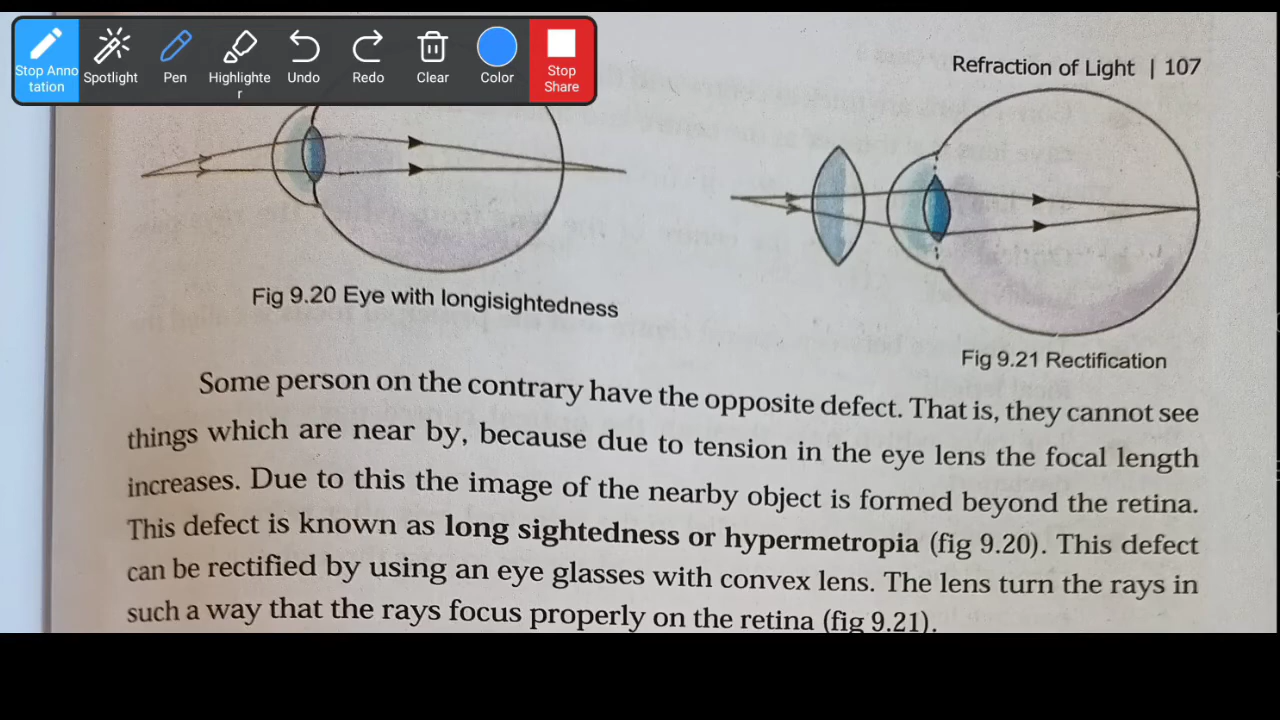 Stop Anno
tation
Spotlight
Pen
Highlighte
r
Undo
Redo
Clear
Color
Stop
Share
Refraction of Light | 107
Fig 9.20 Eye with longisightedness
Fig 9.21 Rectification
Some person on the contrary have the opposite defect. That is, they cannot see
things which are near by, because due to tension in the eye lens the focal length
increases. Due to this the image of the nearby object is formed beyond the retina.
This defect is known as long sightedness or hypermetropia (fig 9.20). This defect
can be rectified by using an eye glasses with convex lens. The lens turn the rays in
such a way that the rays focus properly on the retina (fig 9.21).